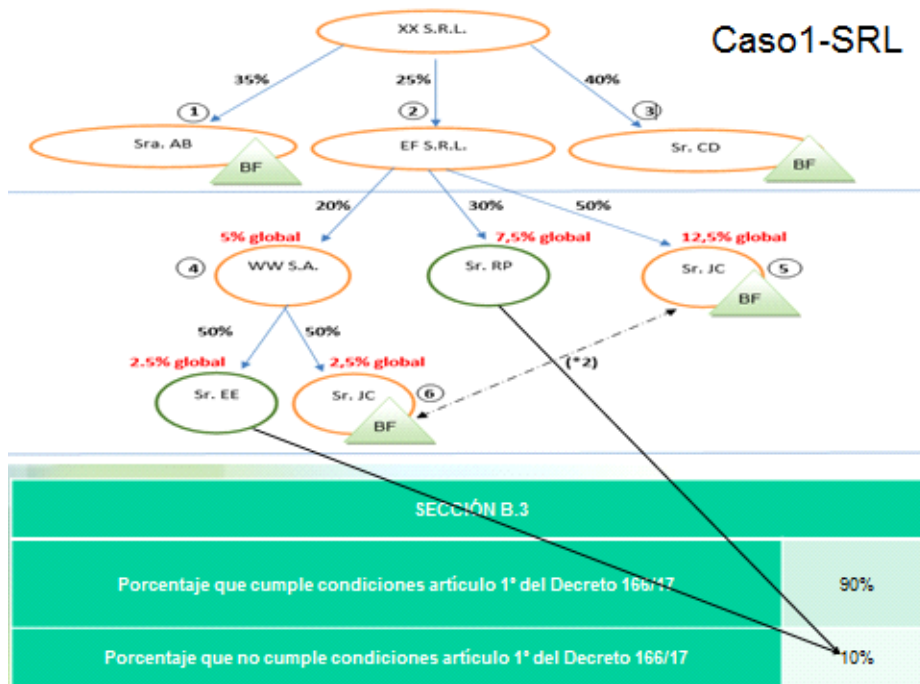 XX S.R.L.
Caso1-SRL
35%
25%
40%
1
2
3
Sra. AB
BF
EF S.R.L.
Sr. CD
BF
20%
30%
50%
5% global
7,5% global
12,5% global
4
WW S.A.
Sr. RP
Sr. JC
5
BF
50%
50%
2.5% global
2,5% global
(*2)
Sr. EE
Sr. JC
6
BF
SECCIÓN B.3
Porcentaje que cumple condiciones artículo 1° del Decreto 166/17
90%
Porcentaje que no cumple condiciones artículo 1° del Decreto 166/17
10%